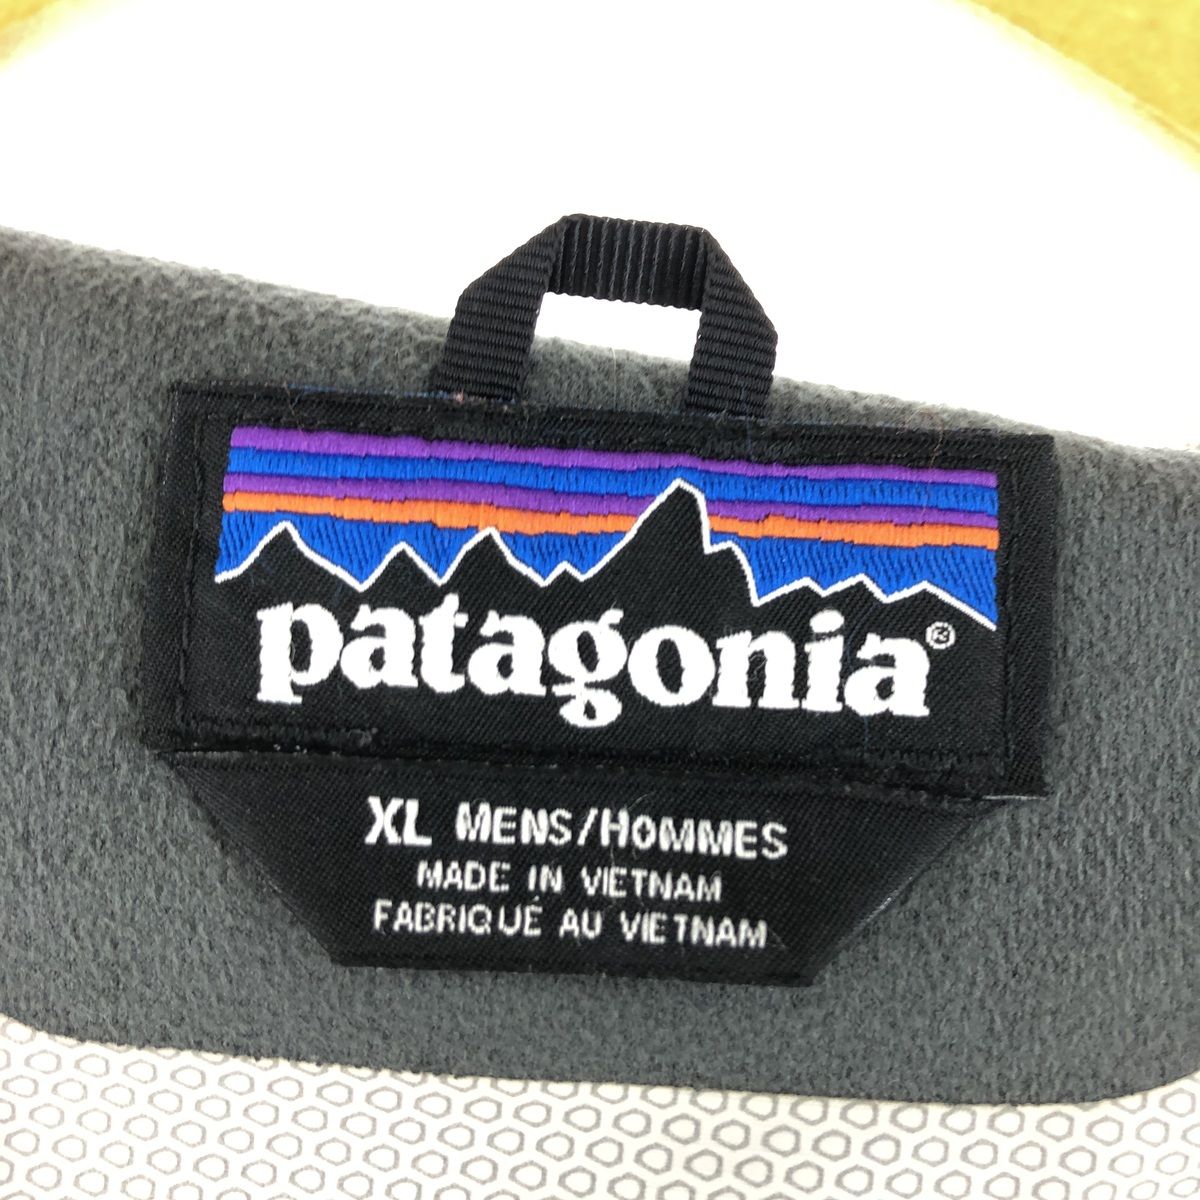 patagonia®
XL MENS/HOMMES
MADE IN VIETNAM
FABRIQUÉ AU VIETNAM